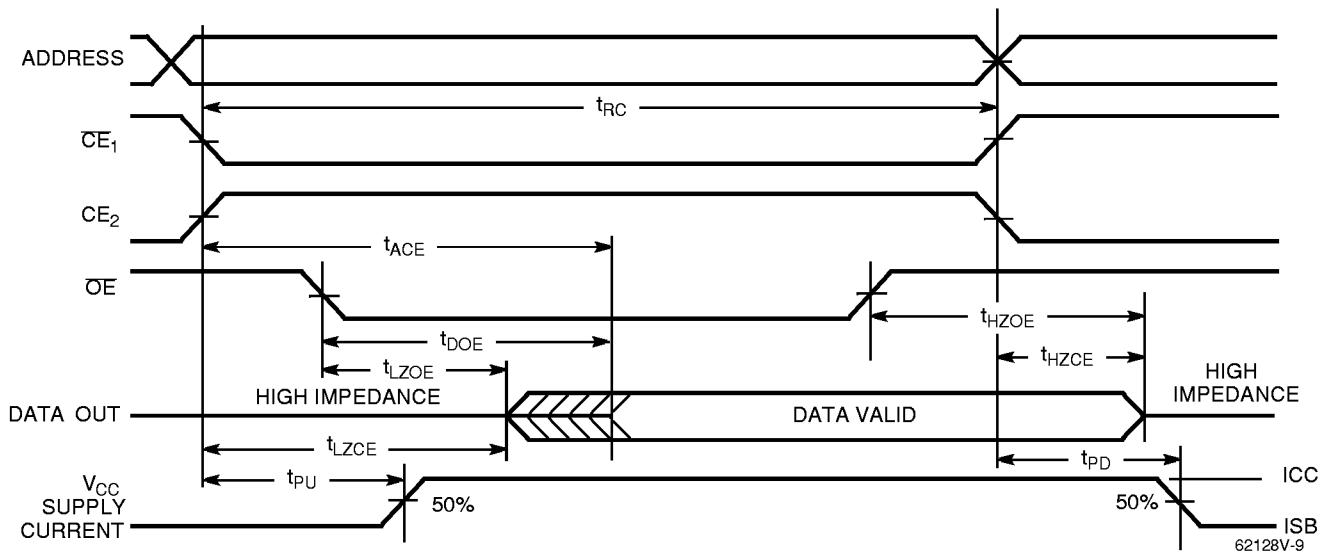 ADDRESS
tRC
CE1
CE2
tACE
OE
tHZOE
tDOE
tHZCE
tLZOE
HIGH IMPEDANCE
HIGH
IMPEDANCE
DATA OUT
DATA VALID
tLZCE
tPD
tPU
VCC
SUPPLY
CURRENT
50%
50%
ICC
ISB
62128V-9